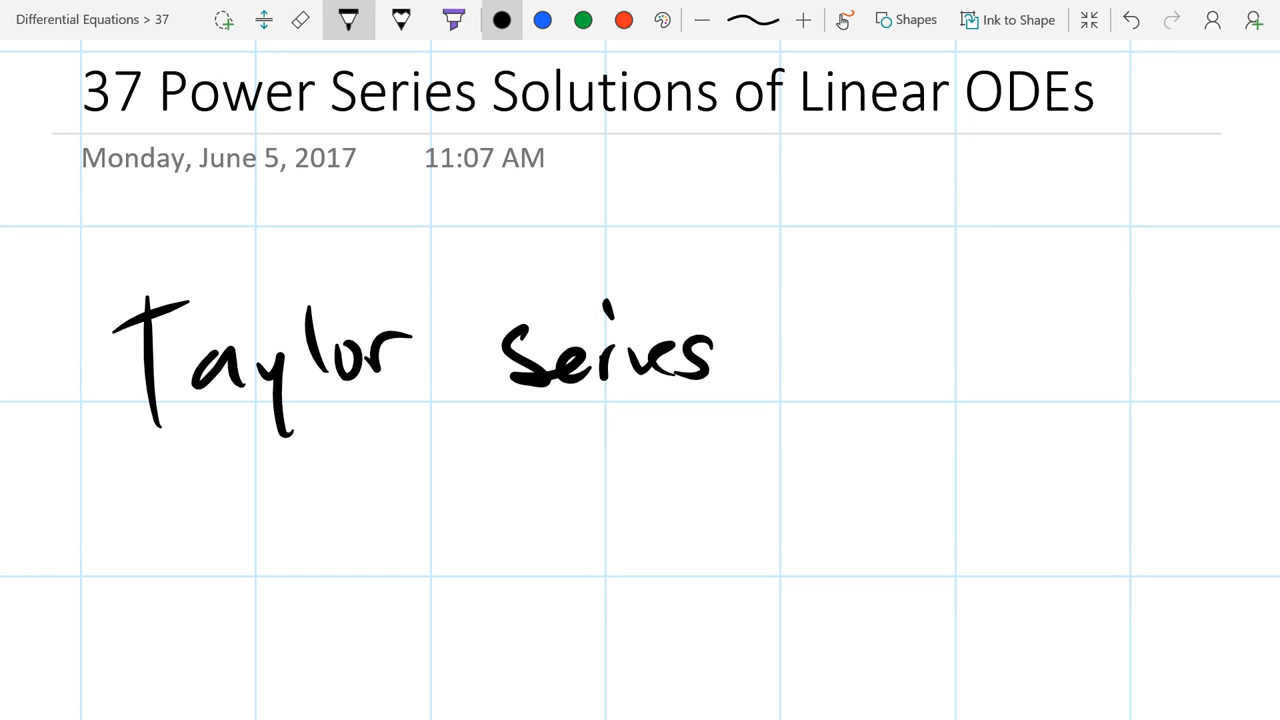 Differential Equations > 37 Shapes Ink to Shape
37 Power Series Solutions of Linear ODEs
Monday, June 5, 2017 11:07 AM
Taylor series